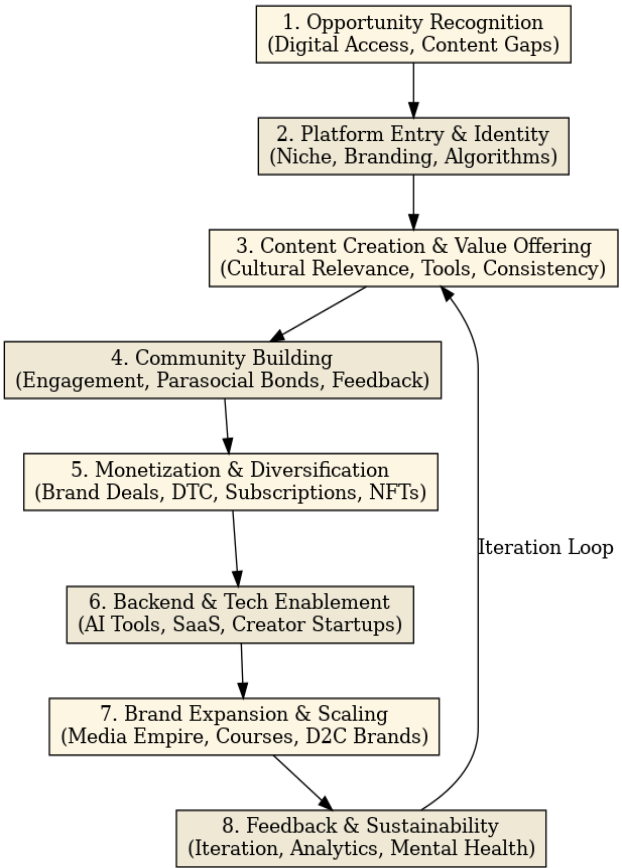 1. Opportunity Recognition
(Digital Access, Content Gaps)
2. Platform Entry & Identity
(Niche, Branding, Algorithms)
3. Content Creation & Value Offering
(Cultural Relevance, Tools, Consistency)
4. Community Building
(Engagement, Parasocial Bonds, Feedback)
5. Monetization & Diversification
(Brand Deals, DTC, Subscriptions, NFTs)
Iteration Loop
6. Backend & Tech Enablement
(AI Tools, SaaS, Creator Startups)
7. Brand Expansion & Scaling
(Media Empire, Courses, D2C Brands)
8. Feedback & Sustainability
(Iteration, Analytics, Mental Health)